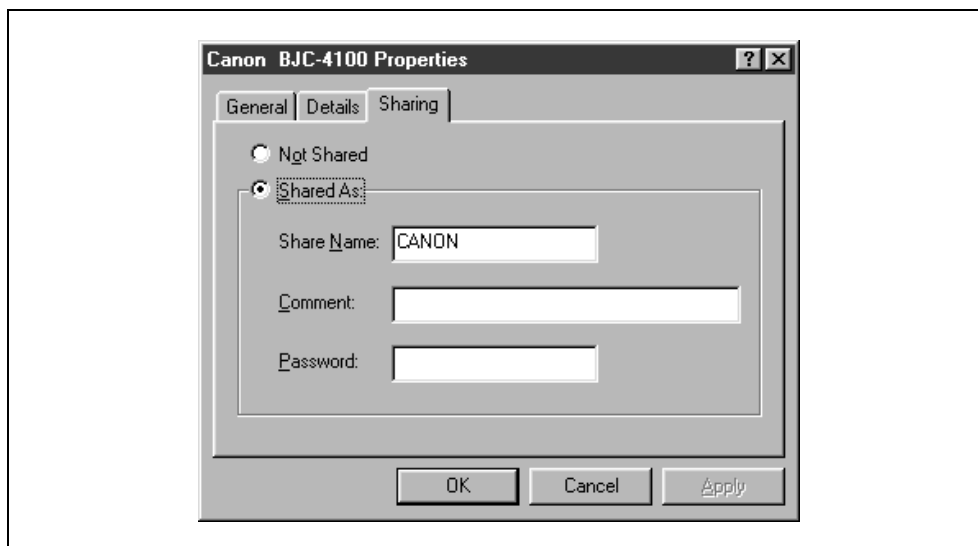 Canon BJC-4100 Properties
General Details Sharing
Not Shared
Shared As:
Share Name: CANON
Comment:
Password:
OK Cancel Apply